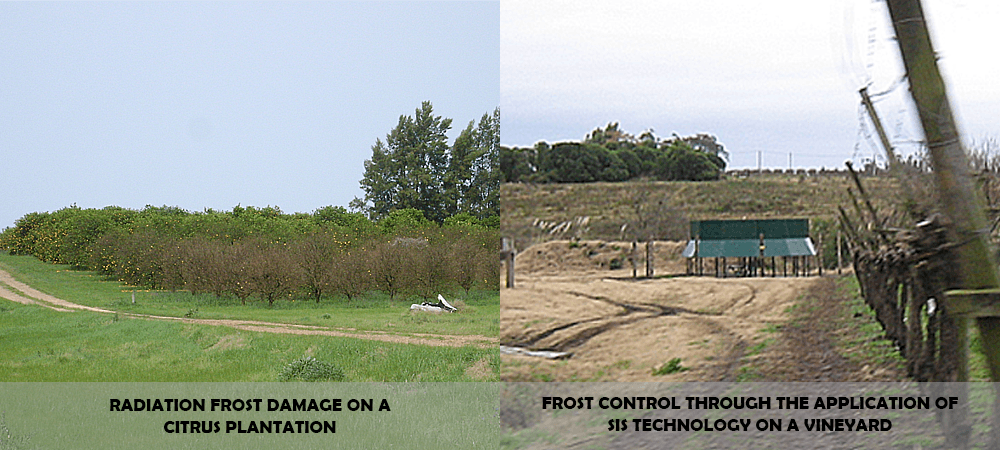 RADIATION FROST DAMAGE ON A
CITRUS PLANTATION
FROST CONTROL THROUGH THE APPLICATION OF
SIS TECHNOLOGY ON A VINEYARD